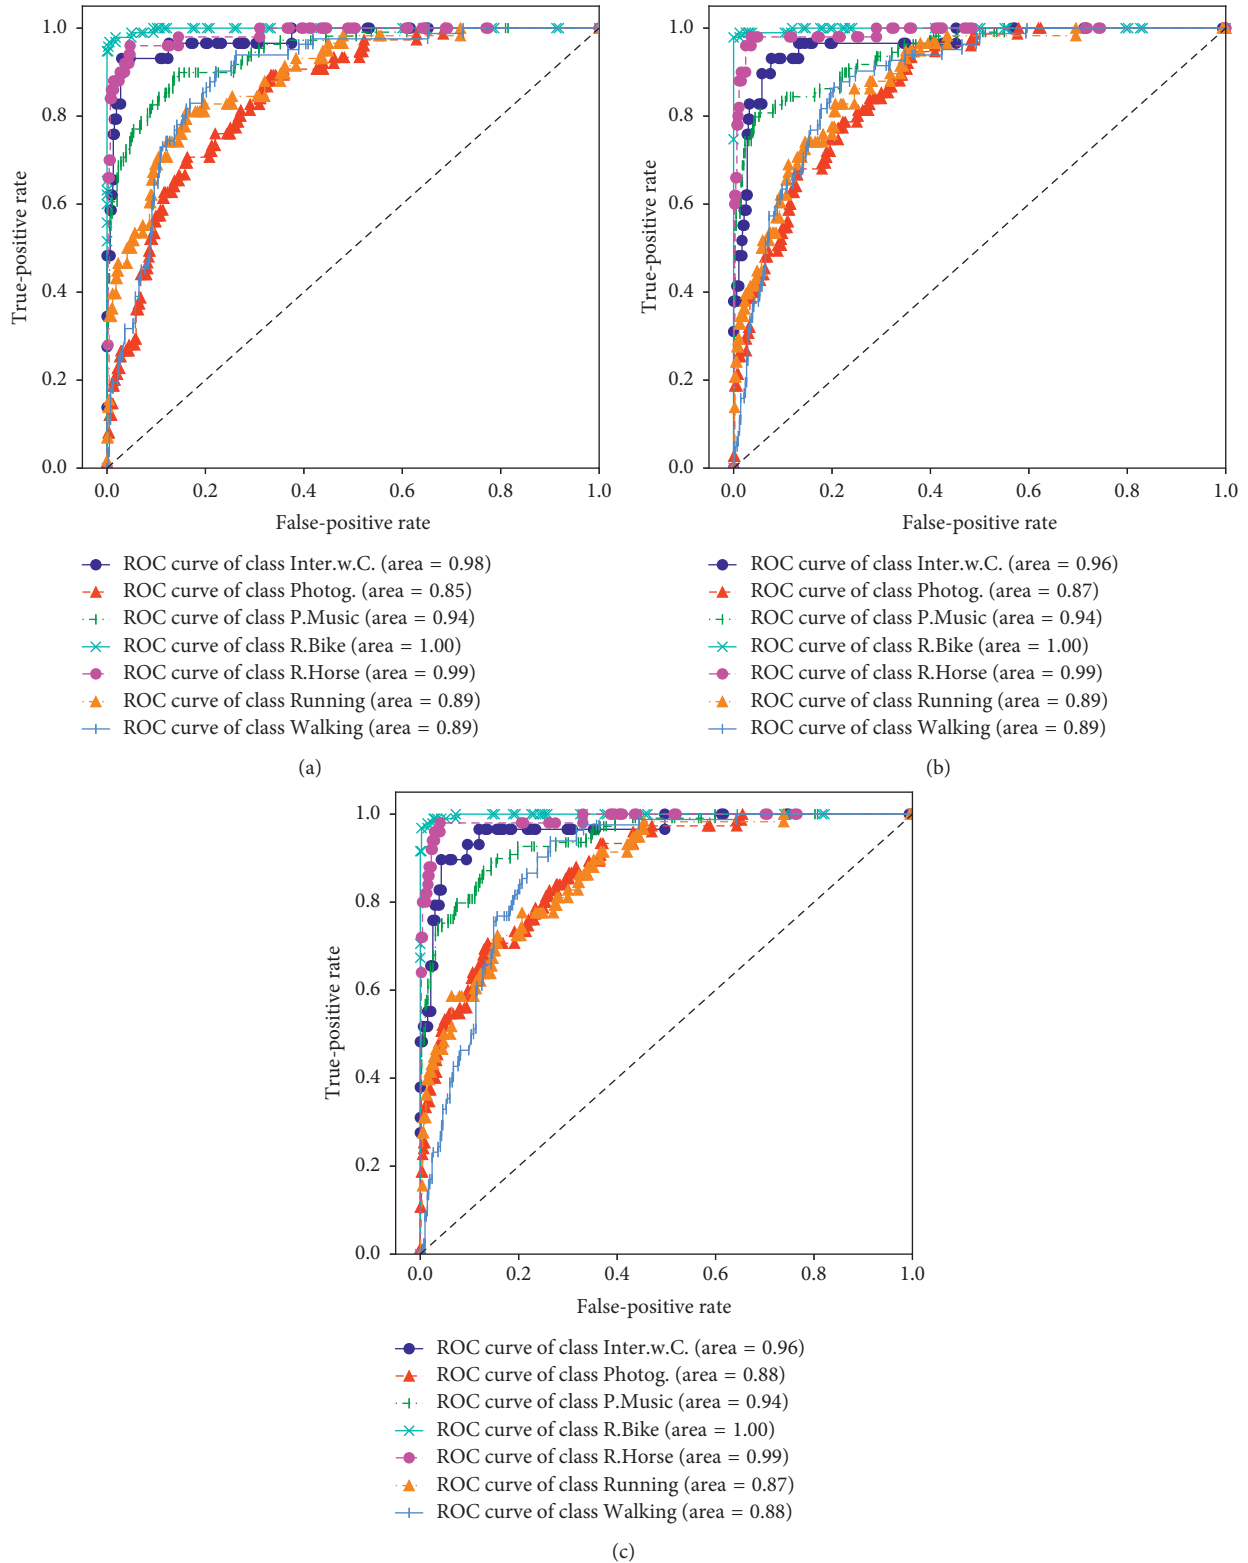 1.0
0.8
0.6
0.4
0.2
0.0
True-positive rate
0.0 0.2 0.4 0.6 0.8 1.0
False-positive rate
ROC curve of class Inter.w.C. (area = 0.98)
ROC curve of class Photog. (area = 0.85)
ROC curve of class P.Music (area = 0.94)
ROC curve of class R.Bike (area = 1.00)
ROC curve of class R.Horse (area = 0.99)
ROC curve of class Running (area = 0.89)
ROC curve of class Walking (area = 0.89)
(a)
1.0
0.8
0.6
0.4
0.2
0.0
True-positive rate
0.0 0.2 0.4 0.6 0.8 1.0
False-positive rate
ROC curve of class Inter.w.C. (area = 0.96)
ROC curve of class Photog. (area = 0.87)
ROC curve of class P.Music (area = 0.94)
ROC curve of class R.Bike (area = 1.00)
ROC curve of class R.Horse (area = 0.99)
ROC curve of class Running (area = 0.89)
ROC curve of class Walking (area = 0.89)
(b)
1.0
0.8
0.6
0.4
0.2
0.0
True-positive rate
0.0 0.2 0.4 0.6 0.8 1.0
False-positive rate
ROC curve of class Inter.w.C. (area = 0.96)
ROC curve of class Photog. (area = 0.88)
ROC curve of class P.Music (area = 0.94)
ROC curve of class R.Bike (area = 1.00)
ROC curve of class R.Horse (area = 0.99)
ROC curve of class Running (area = 0.87)
ROC curve of class Walking (area = 0.88)
(c)